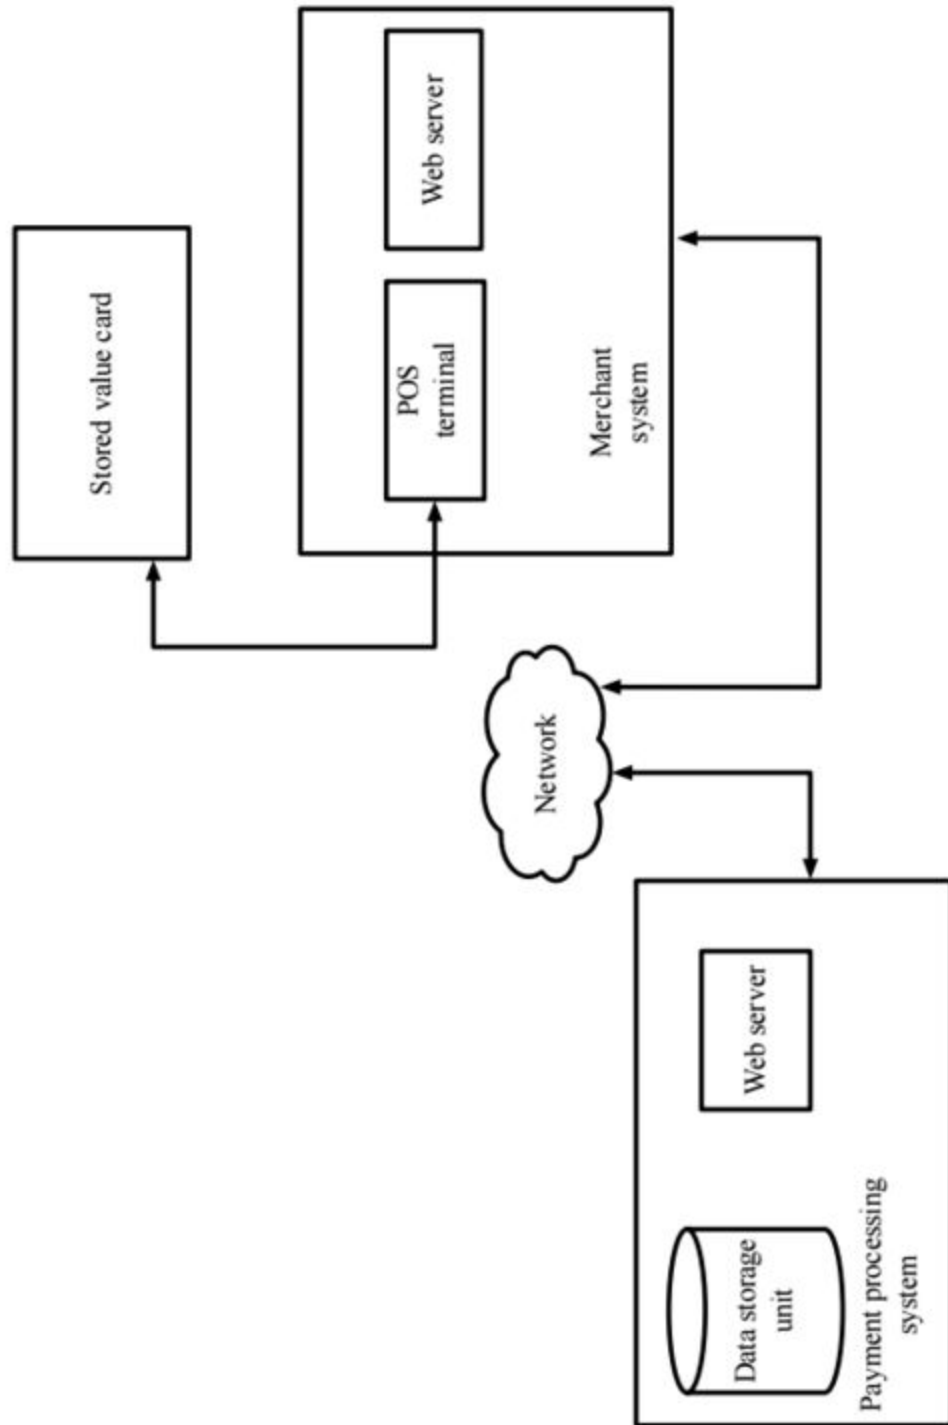 Stored value card
POS
terminal
Web server
Merchant
system
Network
Data storage
unit
Web server
Payment processing
system